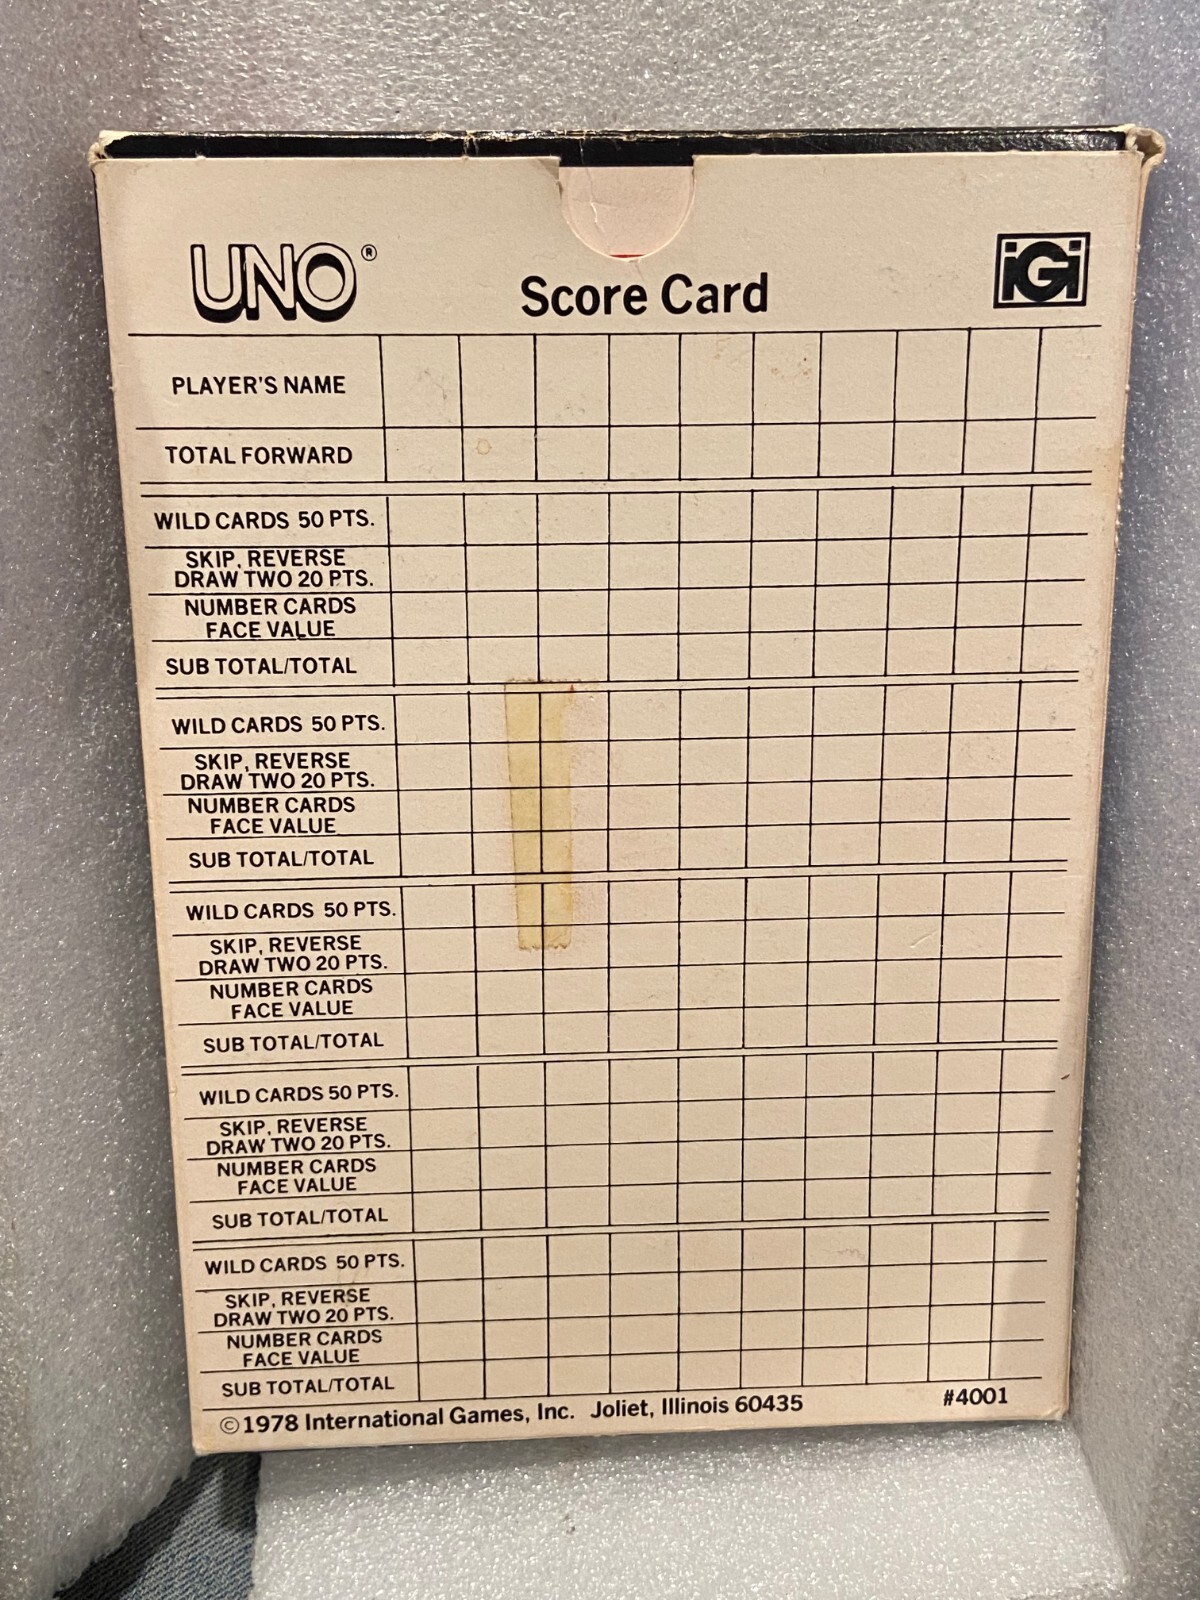 UNO®
Score Card
iGi
PLAYER'S NAME
TOTAL FORWARD
WILD CARDS 50 PTS.
SKIP, REVERSE
DRAW TWO 20 PTS.
NUMBER CARDS
FACE VALUE
SUB TOTAL/TOTAL
WILD CARDS 50 PTS.
SKIP, REVERSE
DRAW TWO 20 PTS.
NUMBER CARDS
FACE VALUE
SUB TOTAL/TOTAL
WILD CARDS 50 PTS.
SKIP, REVERSE
DRAW TWO 20 PTS.
NUMBER CARDS
FACE VALUE
SUB TOTAL/TOTAL
WILD CARDS 50 PTS.
SKIP, REVERSE
DRAW TWO 20 PTS.
NUMBER CARDS
FACE VALUE
SUB TOTAL/TOTAL
WILD CARDS 50 PTS.
SKIP, REVERSE
DRAW TWO 20 PTS.
NUMBER CARDS
FACE VALUE
SUB TOTAL/TOTAL
©1978 International Games, Inc. Joliet, Illinois 60435 #4001